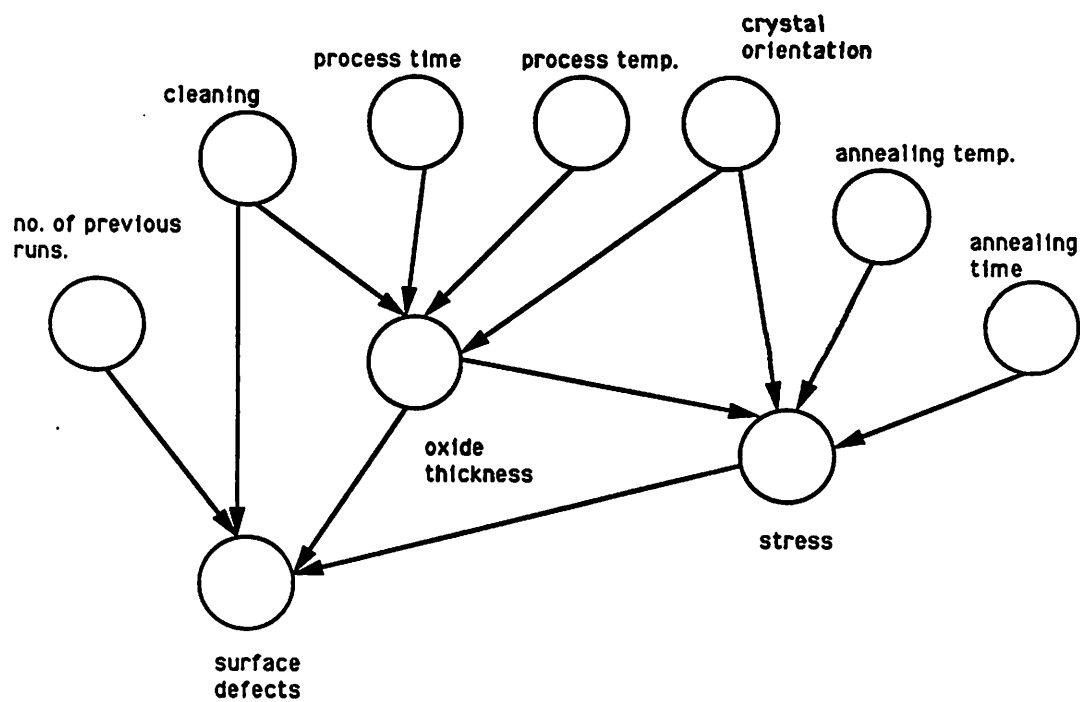 crystal
orientation
process time
process temp.
cleaning
annealing temp.
no. of previous
runs.
annealing
time
oxide
thickness
stress
surface
defects